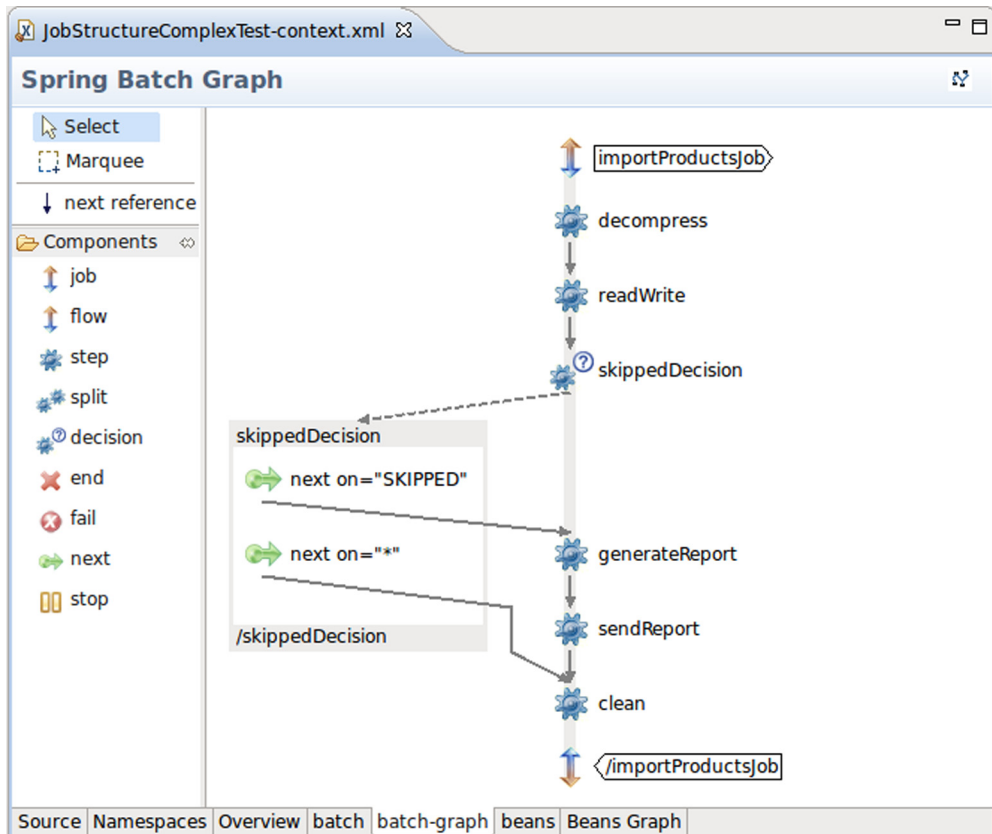 JobStructureComplexTest-context.xml
Spring Batch Graph
Select
Marquee
next reference
Components
job
flow
step
split
decision
end
fail
next
stop
importProductsJob
decompress
readWrite
skippedDecision
skippedDecision
next on="SKIPPED"
next on="*"
/skippedDecision
generateReport
sendReport
clean
/importProductsJob
Source Namespaces Overview batch batch-graph beans Beans Graph